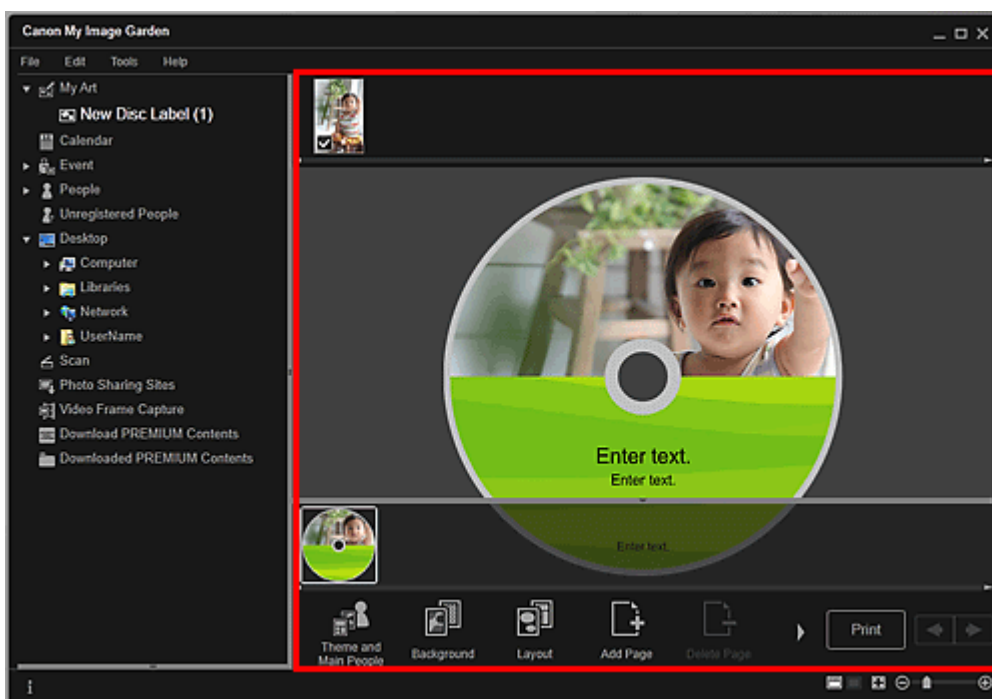 Canon My Image Garden
File Edit Tools Help
My Art
New Disc Label (1)
Calendar
Event
People
Unregistered People
Desktop
Computer
Libraries
Network
UserName
Scan
Photo Sharing Sites
Video Frame Capture
Download PREMIUM Contents
Downloaded PREMIUM Contents
Enter text.
Enter text.
Enter text.
Theme and
Main People
Background
Layout
Add Page
Delete Page
Print